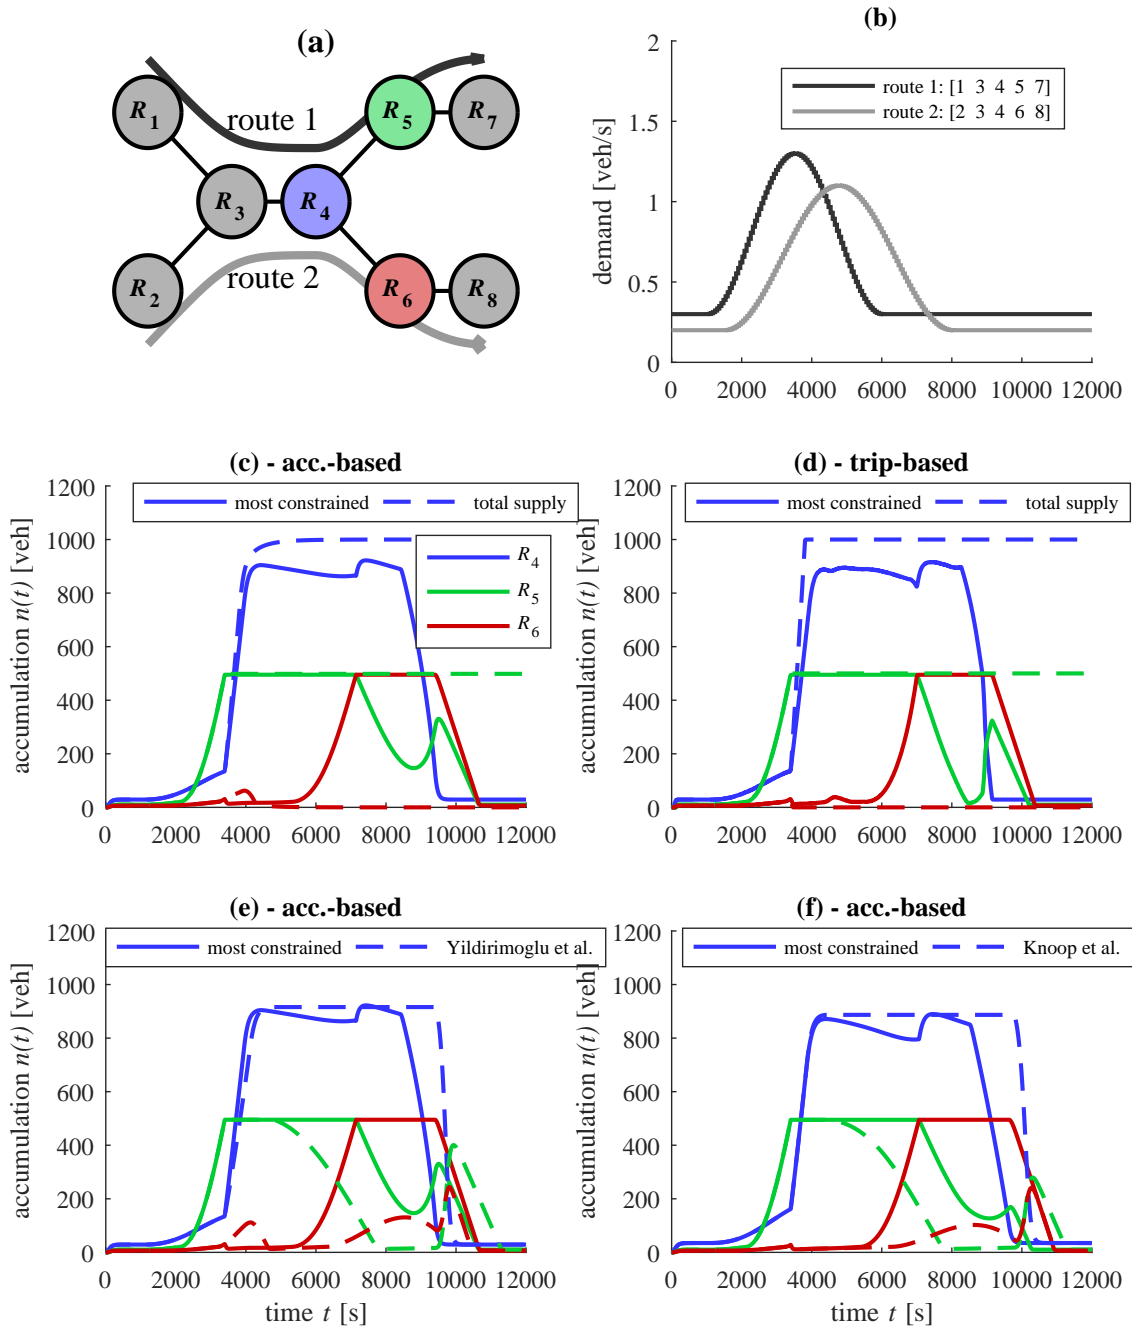 (a)
route 1
R1
R5
R7
R3
R4
R2
R6
R8
route 2
(b)
demand [veh/s]
2
1.5
1
0.5
0
route 1: [1 3 4 5 7]
route 2: [2 3 4 6 8]
0 2000 4000 6000 8000 10000 12000
(c) - acc.-based
accumulation n(t) [veh]
1200
1000
800
600
400
200
0
most constrained total supply
R4
R5
R6
0 2000 4000 6000 8000 10000 12000
(d) - trip-based
accumulation n(t) [veh]
1200
1000
800
600
400
200
0
most constrained total supply
0 2000 4000 6000 8000 10000 12000
(e) - acc.-based
accumulation n(t) [veh]
1200
1000
800
600
400
200
0
most constrained Yildirimoglu et al.
0 2000 4000 6000 8000 10000 12000
time t [s]
(f) - acc.-based
accumulation n(t) [veh]
1200
1000
800
600
400
200
0
most constrained Knoop et al.
0 2000 4000 6000 8000 10000 12000
time t [s]